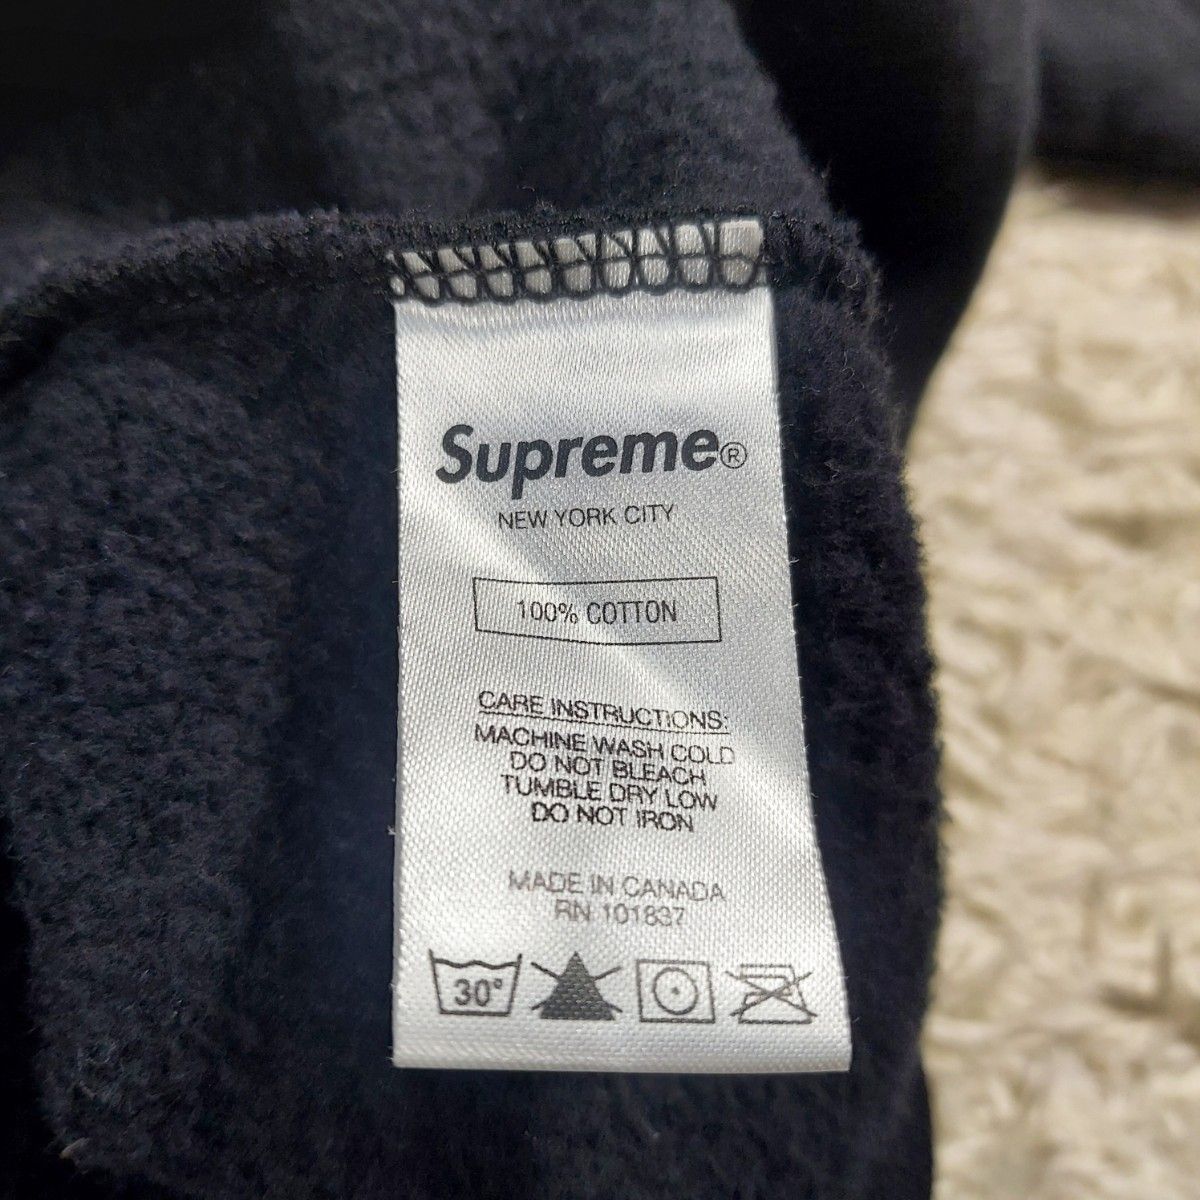 Supreme®
NEW YORK CITY
100% COTTON
CARE INSTRUCTIONS:
MACHINE WASH COLD
DO NOT BLEACH
TUMBLE DRY LOW
DO NOT IRON
MADE IN CANADA
RN 101837
30°